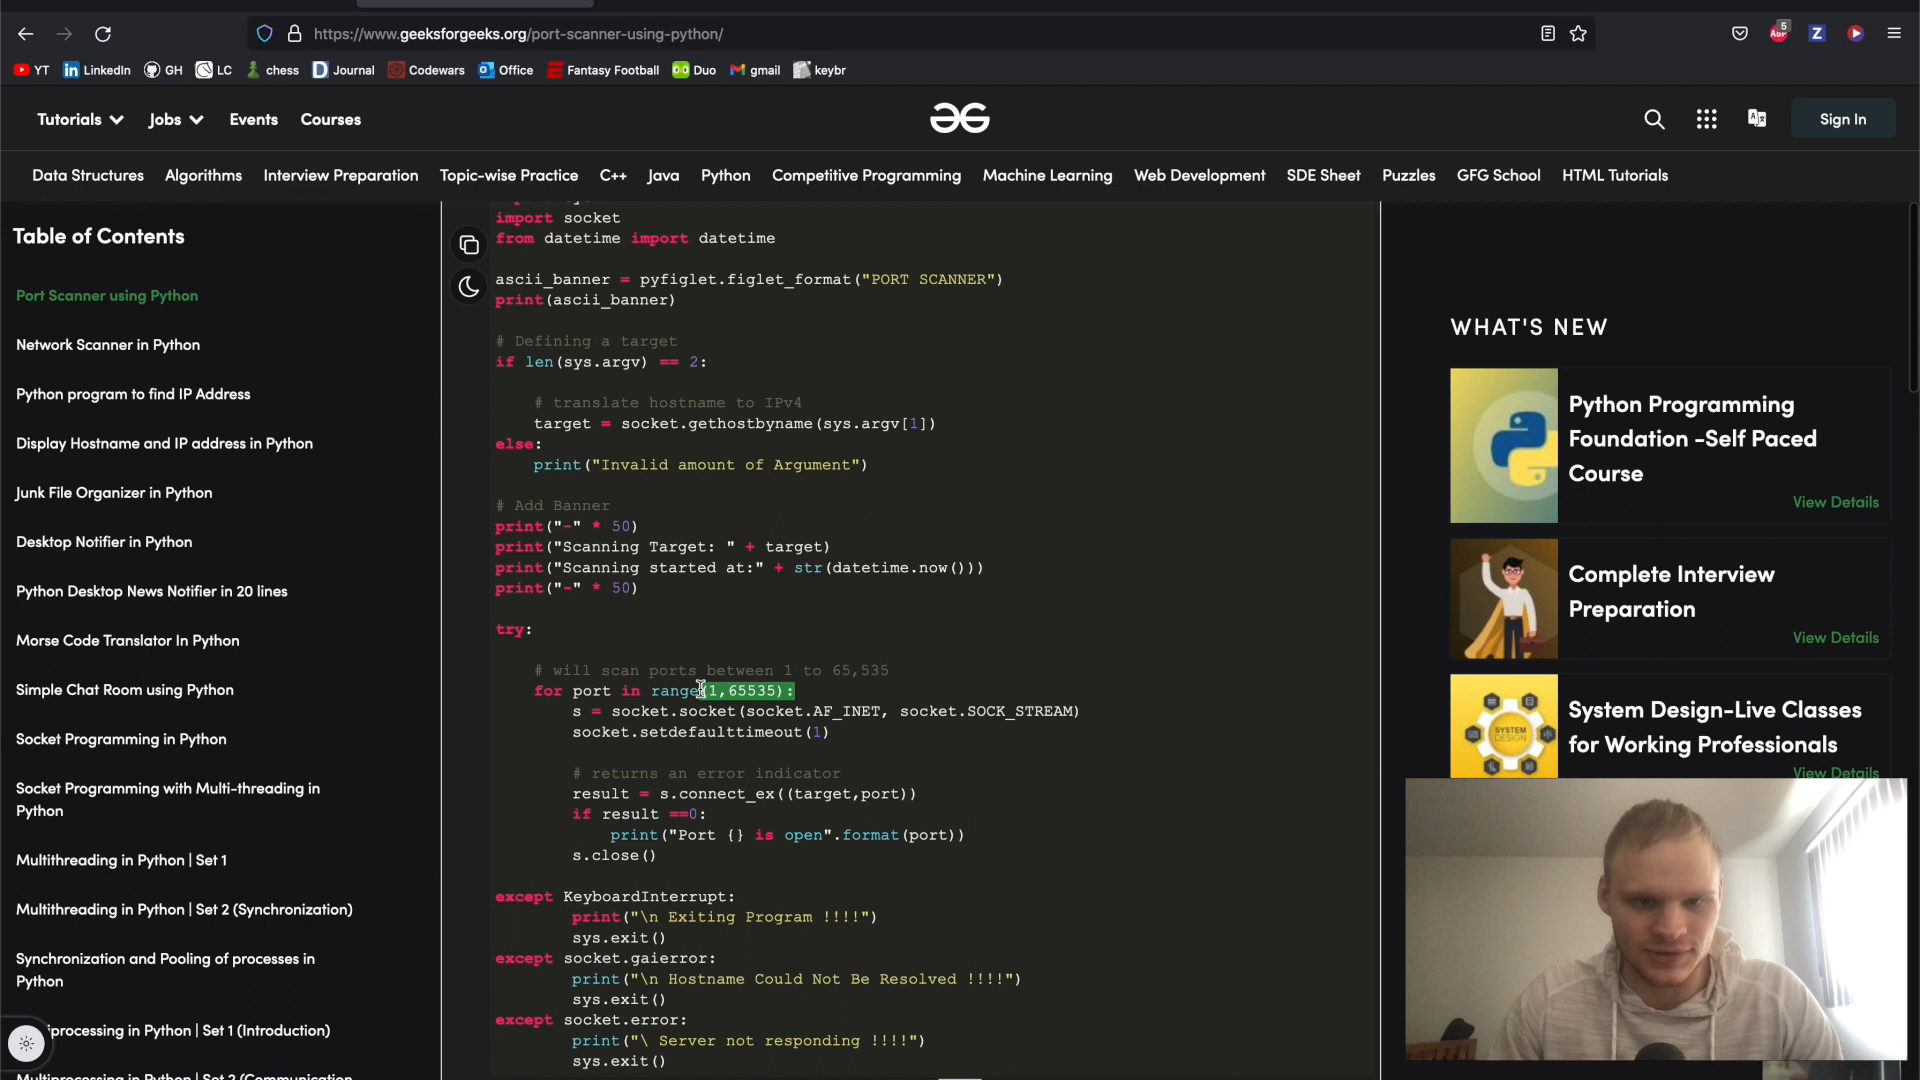 https://www.geeksforgeeks.org/port-scanner-using-python/
5
ABP
Z
YT
LinkedIn
GH
LC
chess
Journal
Codewars
Office
Fantasy Football
Duo
gmail
keybr
Tutorials
Jobs
Events
Courses
Sign In
Data Structures
Algorithms
Interview Preparation
Topic-wise Practice
C++
Java
Python
Competitive Programming
Machine Learning
Web Development
SDE Sheet
Puzzles
GFG School
HTML Tutorials
Table of Contents
Port Scanner using Python
Network Scanner in Python
Python program to find IP Address
Display Hostname and IP address in Python
Junk File Organizer in Python
Desktop Notifier in Python
Python Desktop News Notifier in 20 lines
Morse Code Translator In Python
Simple Chat Room using Python
Socket Programming in Python
Socket Programming with Multi-threading in
Python
Multithreading in Python | Set 1
Multithreading in Python | Set 2 (Synchronization)
Synchronization and Pooling of processes in
Python
iprocessing in Python | Set 1 (Introduction)
Multiprocessing in Python | Set 2 (Communication
import socket
from datetime import datetime
ascii_banner = pyfiglet.figlet_format("PORT SCANNER")
print(ascii_banner)
# Defining a target
if len(sys.argv) == 2:
# translate hostname to IPv4
target = socket.gethostbyname(sys.argv[1])
else:
print("Invalid amount of Argument")
# Add Banner
print("-" * 50)
print("Scanning Target: " + target)
print("Scanning started at:" + str(datetime.now()))
print("-" * 50)
try:
# will scan ports between 1 to 65,535
for port in range(1,65535):
s = socket.socket(socket.AF_INET, socket.SOCK_STREAM)
socket.setdefaulttimeout(1)
# returns an error indicator
result = s.connect_ex((target,port))
if result ==0:
print("Port {} is open".format(port))
s.close()
except KeyboardInterrupt:
print("\n Exiting Program !!!!")
sys.exit()
except socket.gaierror:
print("\n Hostname Could Not Be Resolved !!!!")
sys.exit()
except socket.error:
print("\ Server not responding !!!!")
sys.exit()
WHAT'S NEW
Python Programming
Foundation -Self Paced
Course
View Details
Complete Interview
Preparation
View Details
SYSTEM
DESIGN
System Design-Live Classes
for Working Professionals
View Details